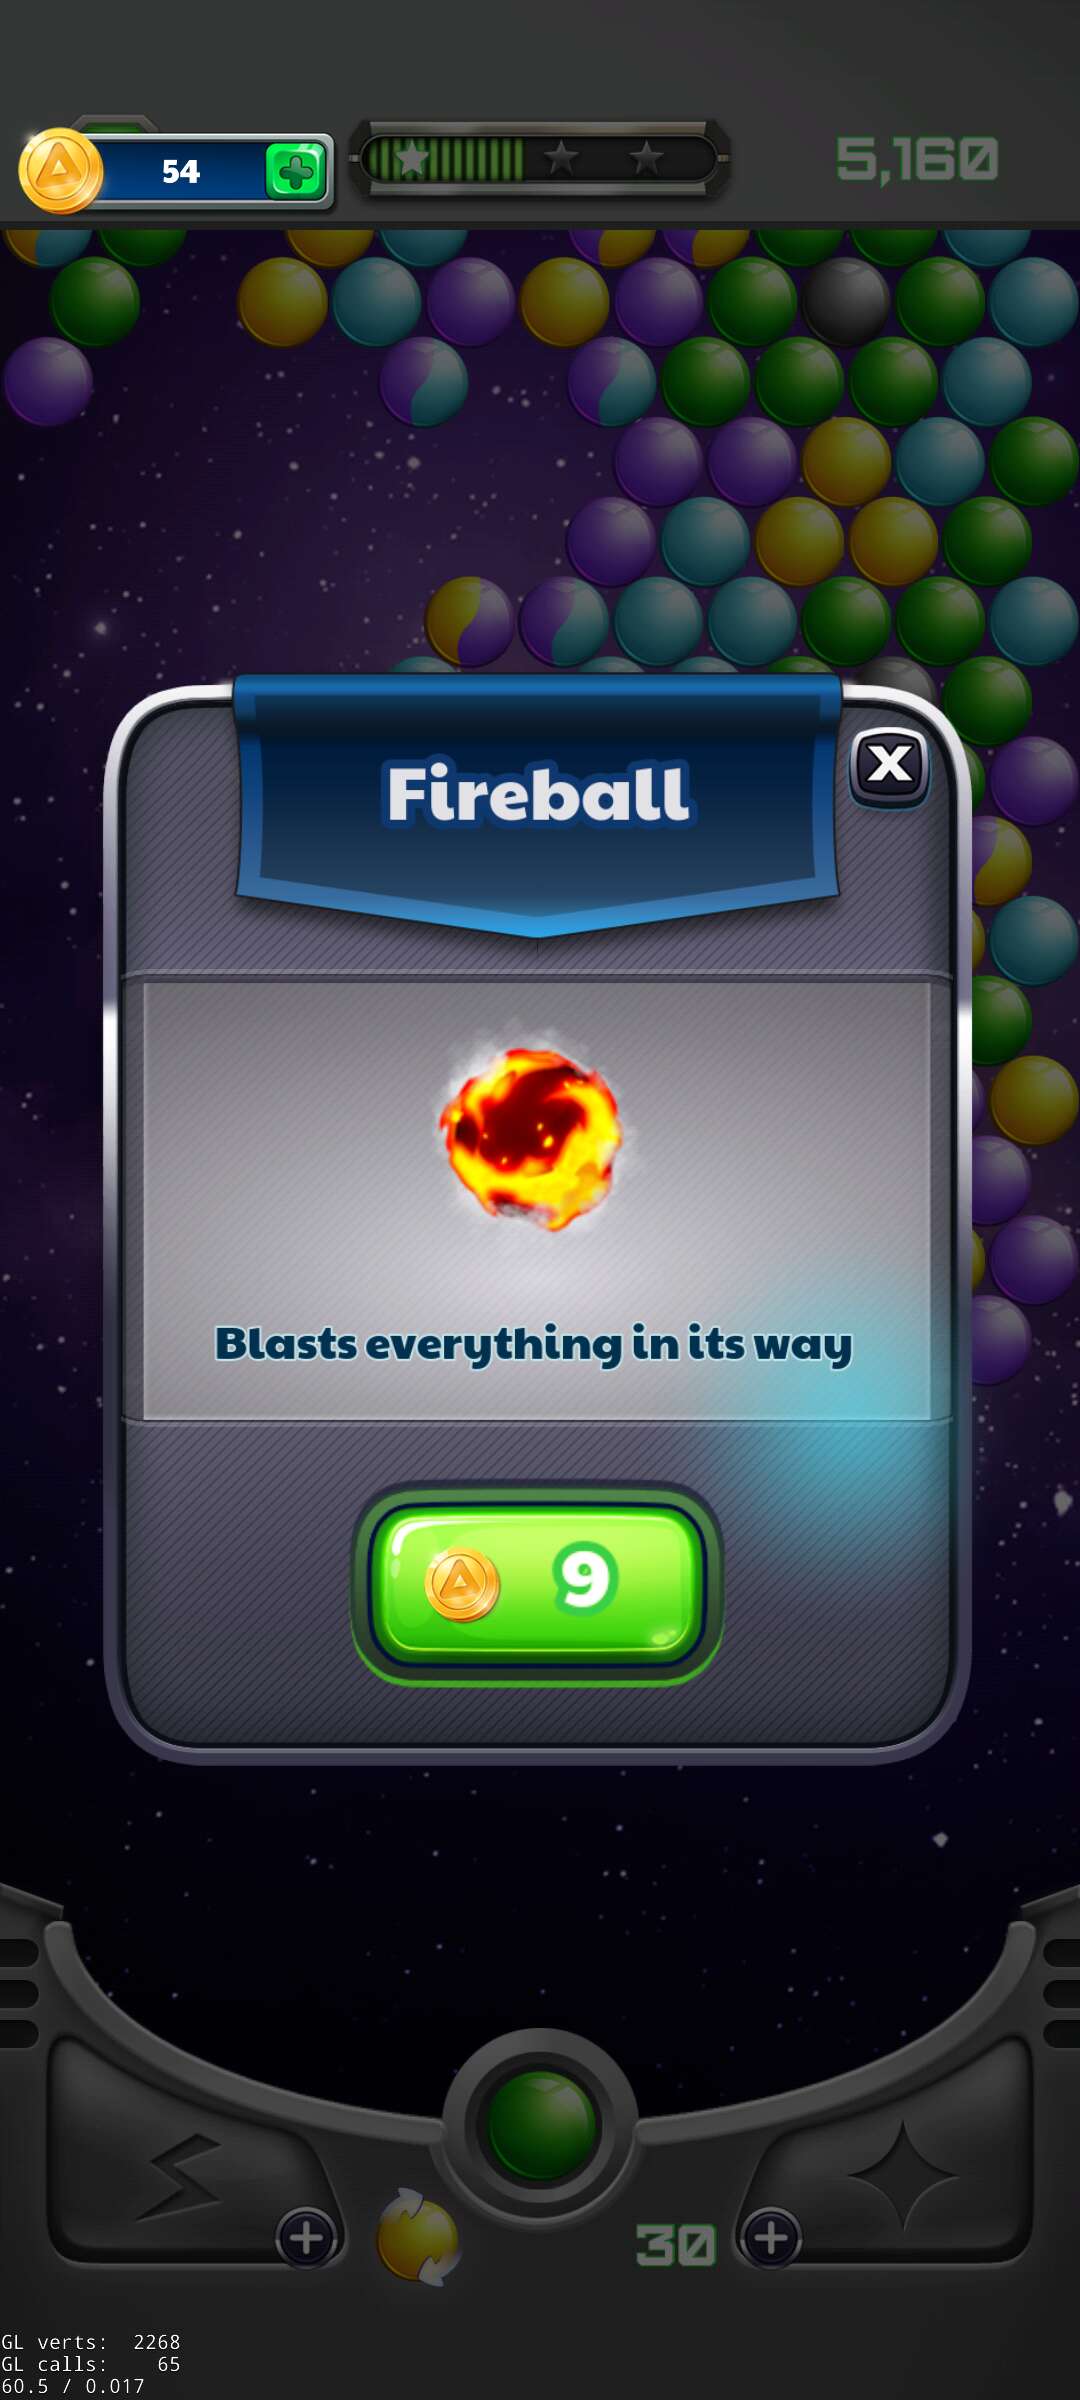 54
5,160
Fireball
X
Blasts everything in its way
9
30
GL verts:  2268
GL calls:    65
60.5 / 0.017